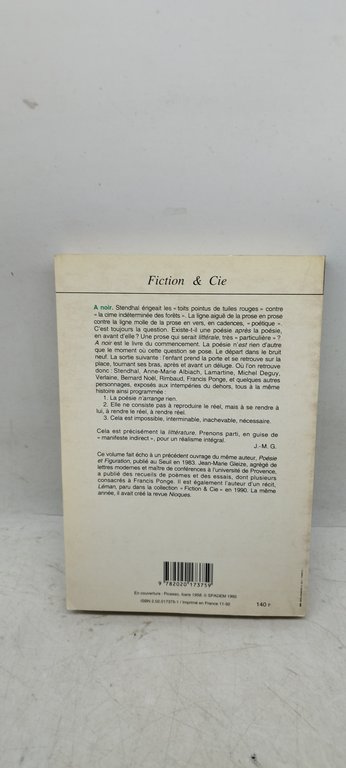 Fiction & Cie
A noir. Stendhal érigeait les « toits pointus de tuiles rouges » contre
« la cime indéterminée des forêts ». La ligne aiguë de la prose en prose
contre la ligne molle de la prose en vers, en cadences, « poétique ».
C'est toujours la question. Existe-t-il une poésie après la poésie,
en avant d'elle ? Une prose qui serait littérale, très « particulière » ?
A noir est le livre du commencement. La poésie n'est rien d'autre
que le moment où cette question se pose. Le départ dans le bruit
neuf. La sortie suivante : l'enfant prend la porte et se retrouve sur la
place, tournant ses bras, après et avant un déluge. Où l'on retrouve
donc : Stendhal, Anne-Marie Albiach, Lamartine, Michel Deguy,
Verlaine, Bernard Noël, Rimbaud, Francis Ponge, et quelques autres
personnages, exposés aux intempéries du dehors, tous à la même
histoire ainsi programmée :
1. La poésie n'arrange rien.
2. Elle ne consiste pas à reproduire le réel, mais à se rendre à
lui, à rendre le réel, à rendre réel.
3. Cela est impossible, interminable, inachevable, nécessaire.
Cela est précisément la littérature. Prenons parti, en guise de
« manifeste indirect », pour un réalisme intégral.
J.-M. G.
Ce volume fait écho à un précédent ouvrage du même auteur, Poésie
et Figuration, publié au Seuil en 1983. Jean-Marie Gleize, agrégé de
lettres modernes et maître de conférences à l'université de Provence,
a publié des recueils de poèmes et des essais, dont plusieurs
consacrés à Francis Ponge. Il est également l'auteur d'un récit,
Léman, paru dans la collection « Fiction & Cie » en 1990. La même
année, il avait créé la revue Nioques.
9 782020 173759
En couverture : Picasso, Icare 1958. © SPADEM 1992
ISBN 2.02.017375-1 / Imprimé en France 11-92
140 F